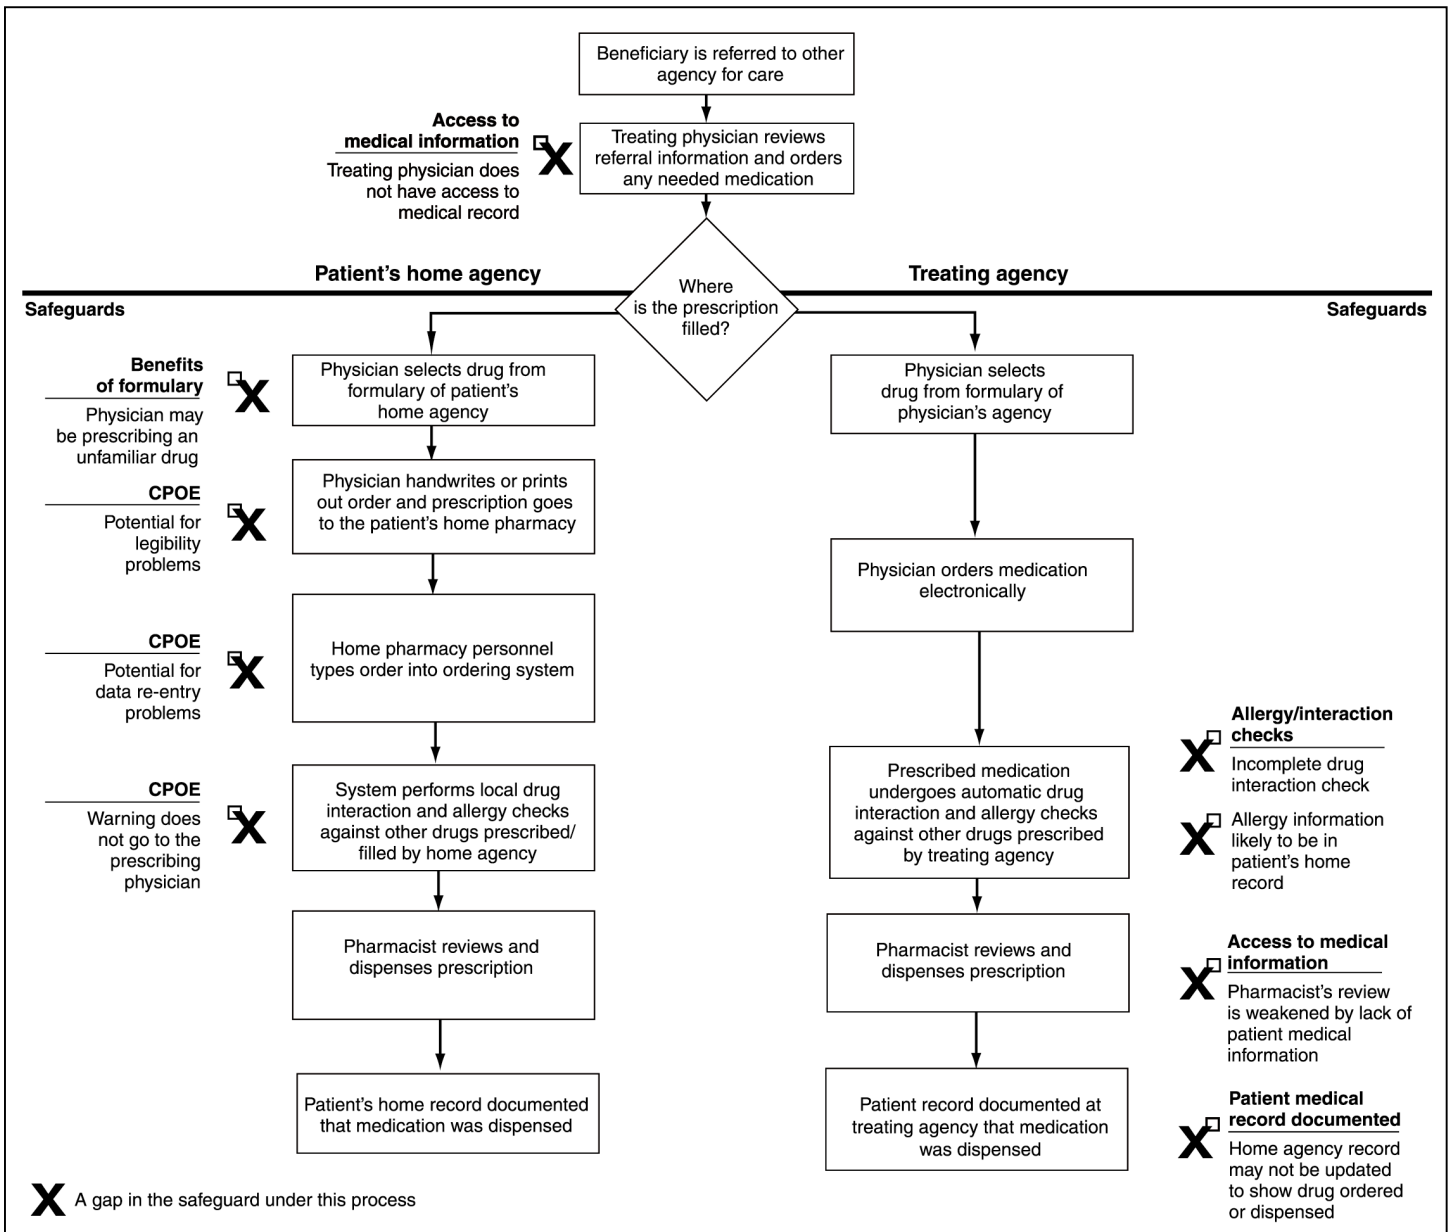 Beneficiary is referred to other
agency for care
Access to
medical information
Treating physician does
not have access to
medical record
Treating physician reviews
referral information and orders
any needed medication
Patient's home agency
Treating agency
Where
is the prescription
filled?
Safeguards
Safeguards
Benefits
of formulary
Physician may
be prescribing an
unfamiliar drug
Physician selects drug from
formulary of patient's
home agency
CPOE
Potential for
legibility
problems
Physician handwrites or prints
out order and prescription goes
to the patient's home pharmacy
CPOE
Potential for
data re-entry
problems
Home pharmacy personnel
types order into ordering system
CPOE
Warning does
not go to the
prescribing
physician
System performs local drug
interaction and allergy checks
against other drugs prescribed/
filled by home agency
Pharmacist reviews and
dispenses prescription
Patient's home record documented
that medication was dispensed
Physician selects
drug from formulary of
physician's agency
Physician orders medication
electronically
Prescribed medication
undergoes automatic drug
interaction and allergy checks
against other drugs prescribed
by treating agency
Allergy/interaction
checks
Incomplete drug
interaction check
Allergy information
likely to be in
patient's home
record
Pharmacist reviews and
dispenses prescription
Access to medical
information
Pharmacist's review
is weakened by lack of
patient medical
information
Patient record documented at
treating agency that medication
was dispensed
Patient medical
record documented
Home agency record
may not be updated
to show drug ordered
or dispensed
X A gap in the safeguard under this process